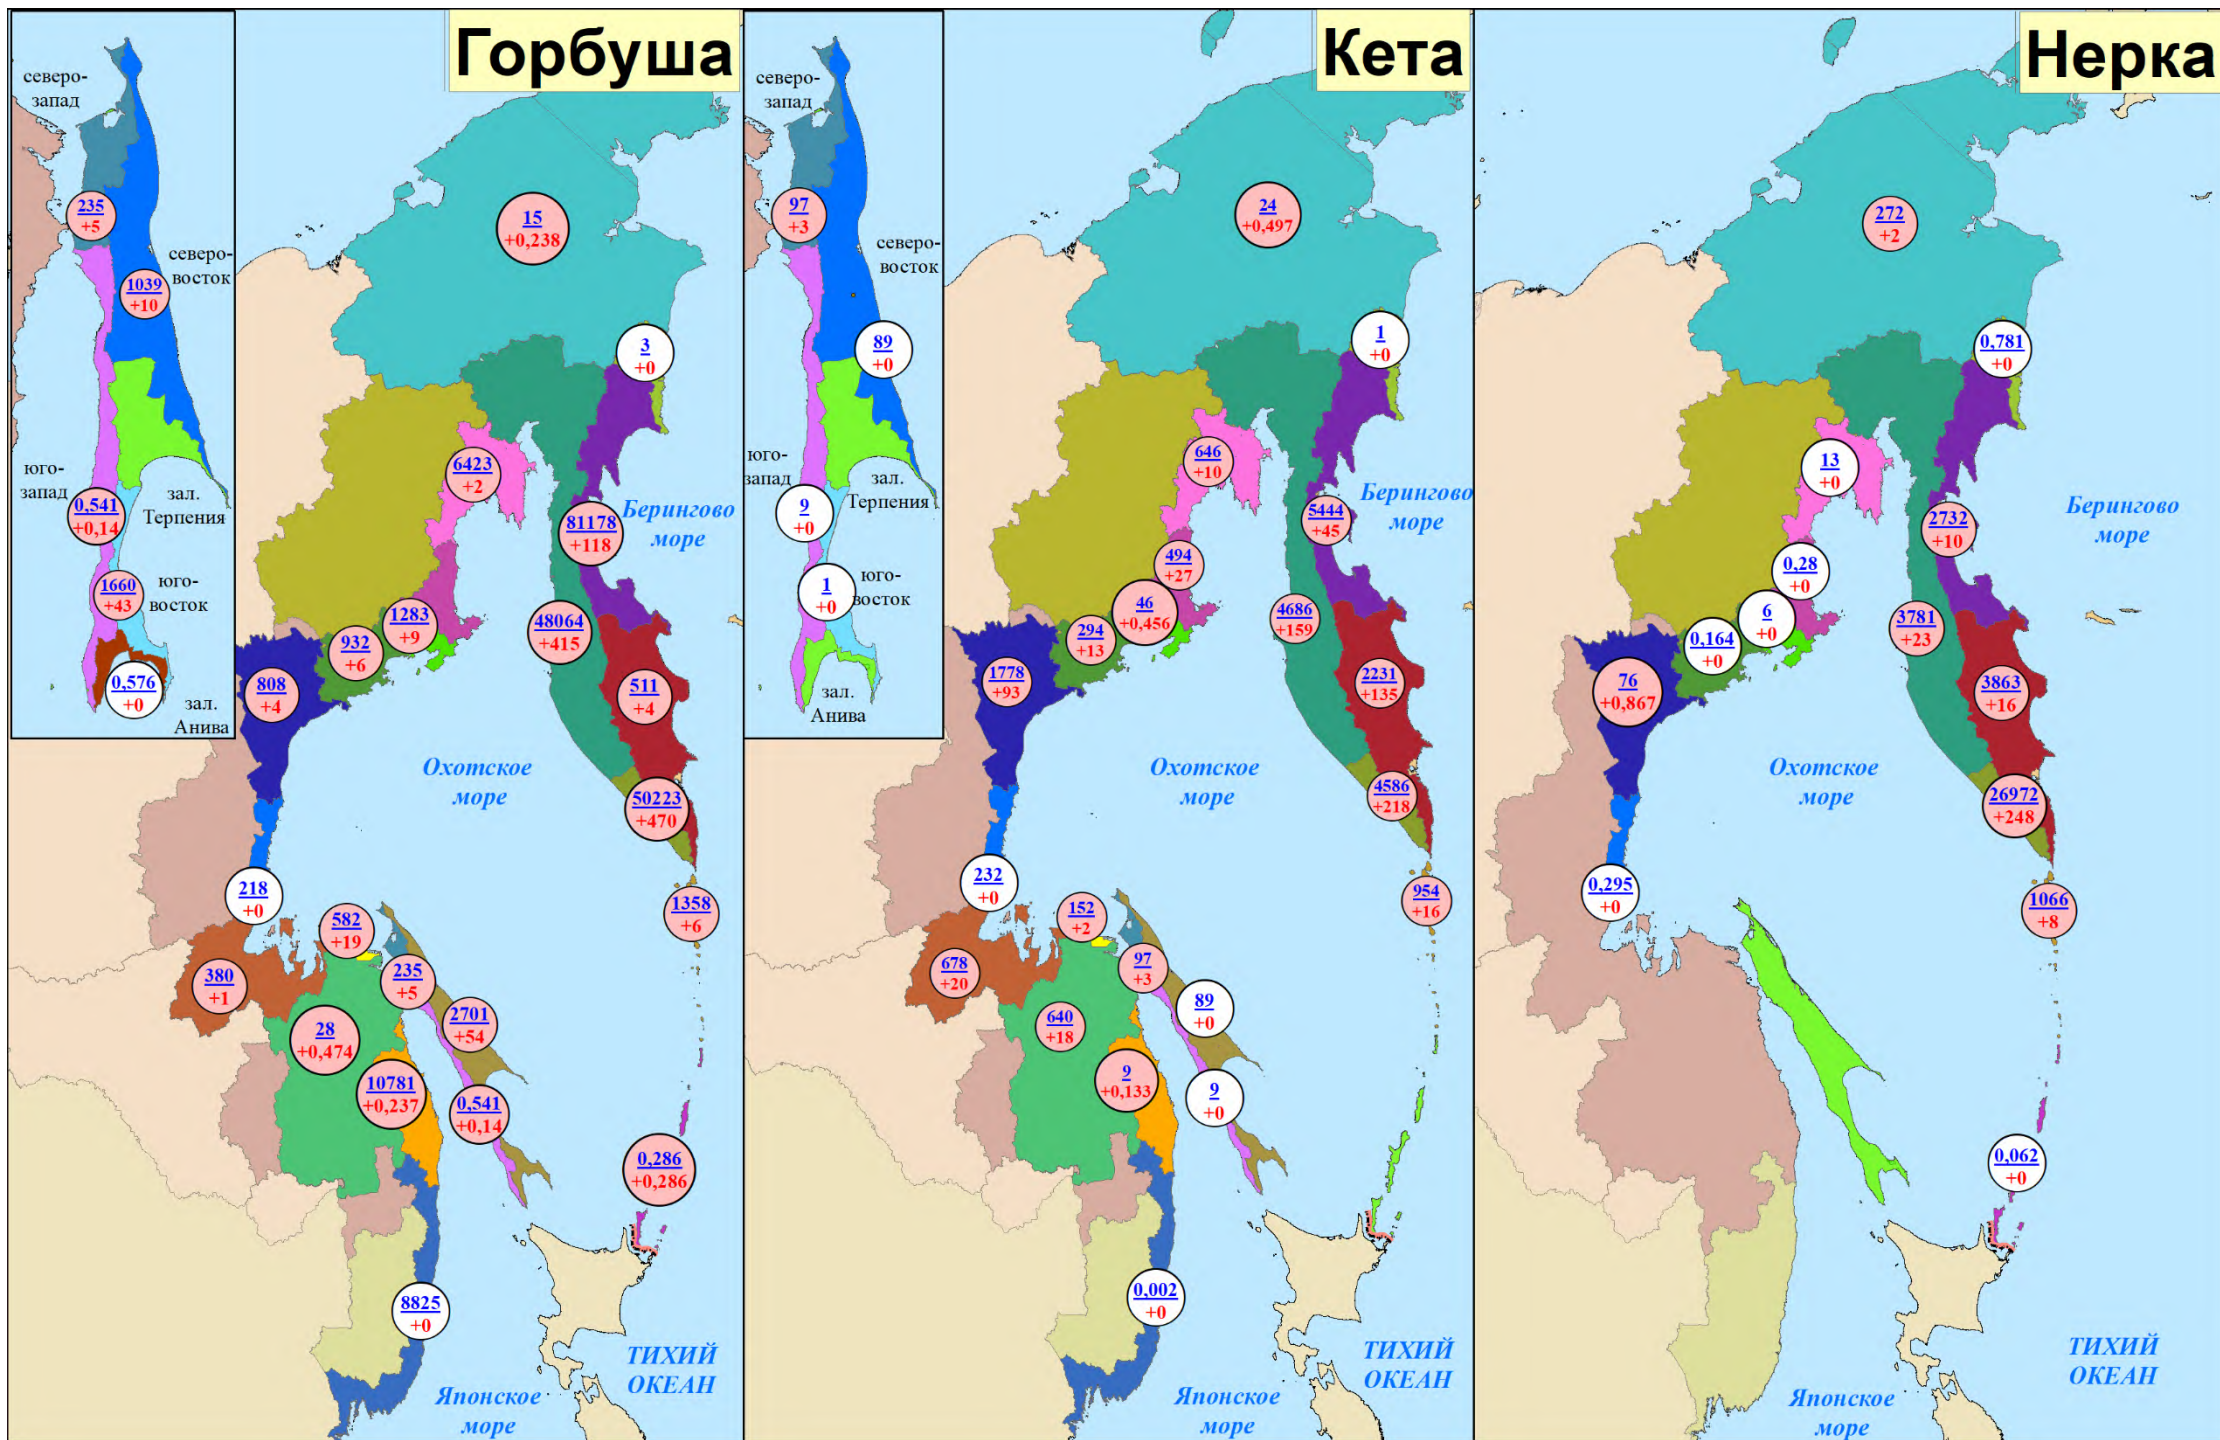 Горбуша
северо-
запад
235
+5
северо-
восток
1039
+10
юго-
запад
0,541
+0,14
зал.
Терпения
1660
+43
юго-
восток
0,576
+0
зал.
Анива
15
+0,238
3
+0
6423
+2
81178
+118
Берингово
море
1283
+9
932
+6
48064
+415
808
+4
511
+4
Охотское
море
50223
+470
218
+0
582
+19
1358
+6
380
+1
235
+5
28
+0,474
2701
+54
10781
+0,237
0,541
+0,14
0,286
+0,286
8825
+0
ТИХИЙ
ОКЕАН
Японское
море
Кета
северо-
запад
97
+3
северо-
восток
89
+0
юго-
запад
9
+0
зал.
Терпения
1
+0
юго-
восток
зал.
Анива
24
+0,497
1
+0
646
+10
5444
+45
Берингово
море
494
+27
46
+0,456
294
+13
4686
+159
1778
+93
2231
+135
Охотское
море
4586
+218
232
+0
152
+2
954
+16
678
+20
97
+3
89
+0
640
+18
9
+0,133
9
+0
0,002
+0
ТИХИЙ
ОКЕАН
Японское
море
Нерка
272
+2
0,781
+0
13
+0
2732
+10
Берингово
море
0,28
+0
6
+0
0,164
+0
3781
+23
76
+0,867
3863
+16
Охотское
море
26972
+248
0,295
+0
1066
+8
0,062
+0
ТИХИЙ
ОКЕАН
Японское
море